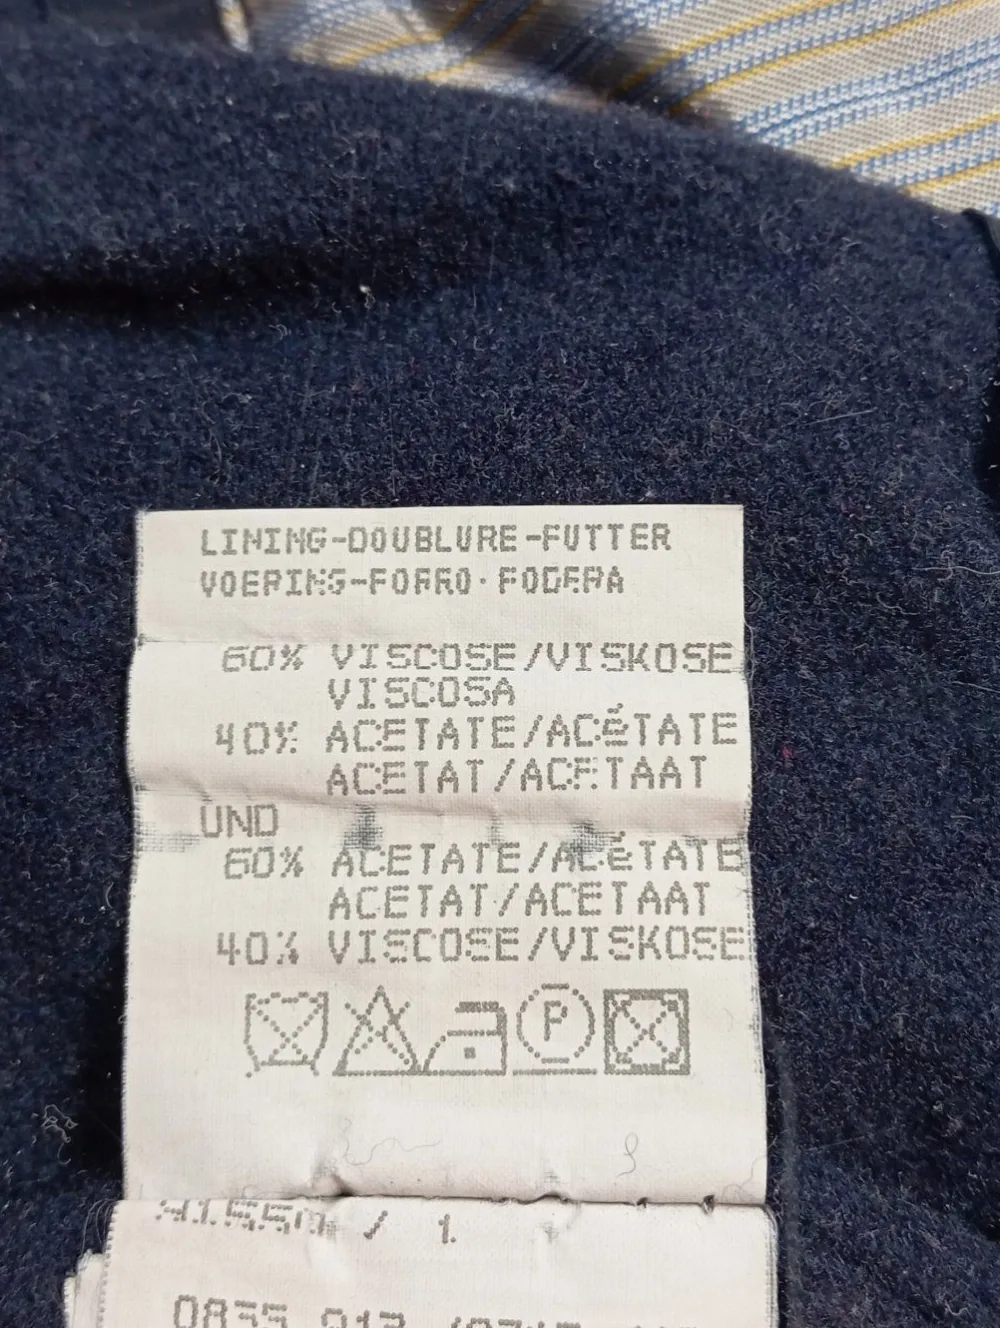 LINING-DOUBLURE-FUTTER
VOERING-FORRO·FODERA
60% VISCOSE/VISKOSE
VISCOSA
40% ACETATE/ACéTATE
ACETAT/ACETAAT
UND
60% ACETATE/ACéTATE
ACETAT/ACETAAT
40% VISCOSE/VISKOSE
P
/ 1